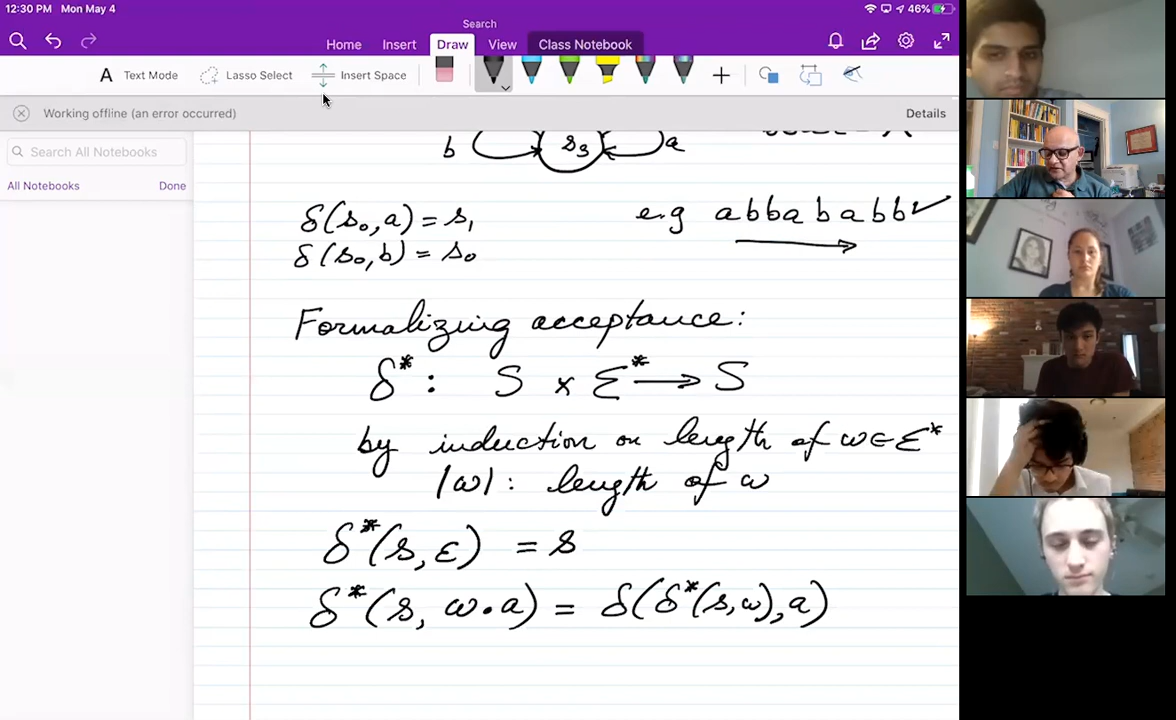 12:30 PM Mon May 4
46%
Search
Home Insert Draw View Class Notebook
A Text Mode Lasso Select Insert Space
Working offline (an error occurred) Details
Search All Notebooks
All Notebooks Done
b s₃ a
δ(s₀,a) = s₁ e.g abbababb✓
δ(s₀,b) = s₀
Formalizing acceptance:
δ* : S × Σ* → S
by induction on length of w ∈ Σ*
|w| : length of w
δ*(s, ε) = s
δ*(s, w·a) = δ(δ*(s,w),a)